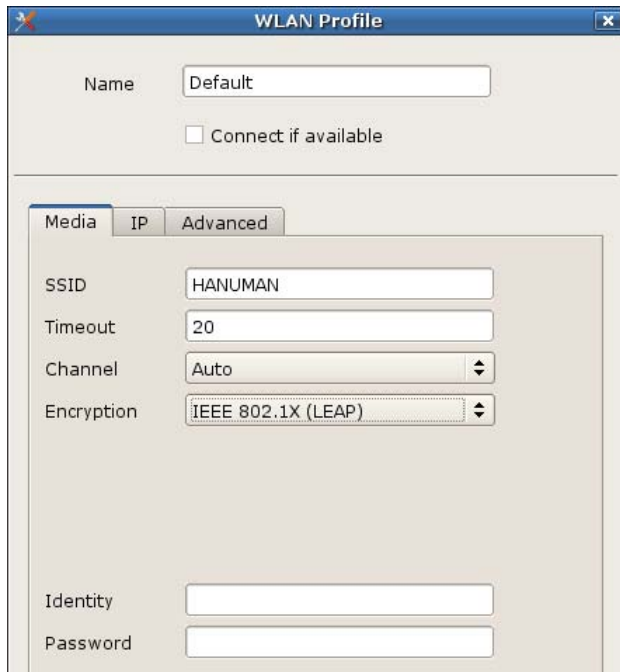 WLAN Profile
Name Default
Connect if available
Media IP Advanced
SSID HANUMAN
Timeout 20
Channel Auto
Encryption IEEE 802.1X (LEAP)
Identity
Password